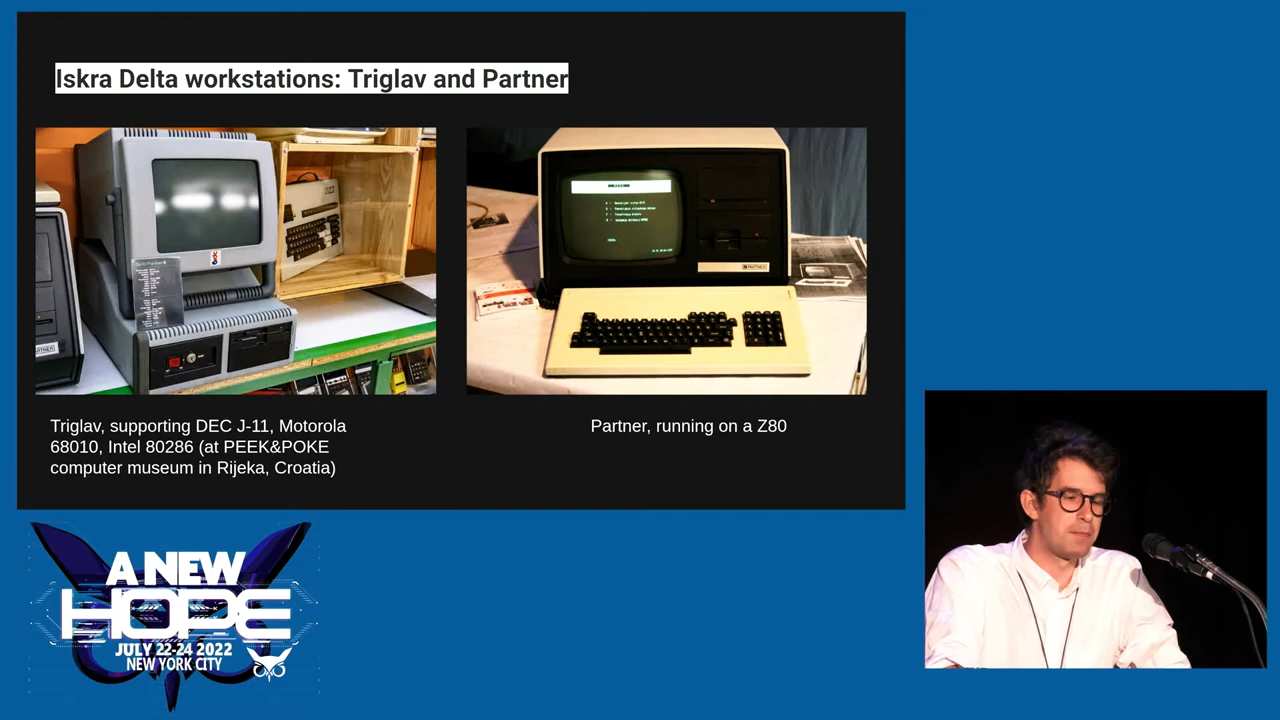 Iskra Delta workstations: Triglav and Partner
Triglav, supporting DEC J-11, Motorola
68010, Intel 80286 (at PEEK&POKE
computer museum in Rijeka, Croatia)
PARTNER
Partner, running on a Z80
A NEW
HOPE
JULY 22-24 2022
NEW YORK CITY